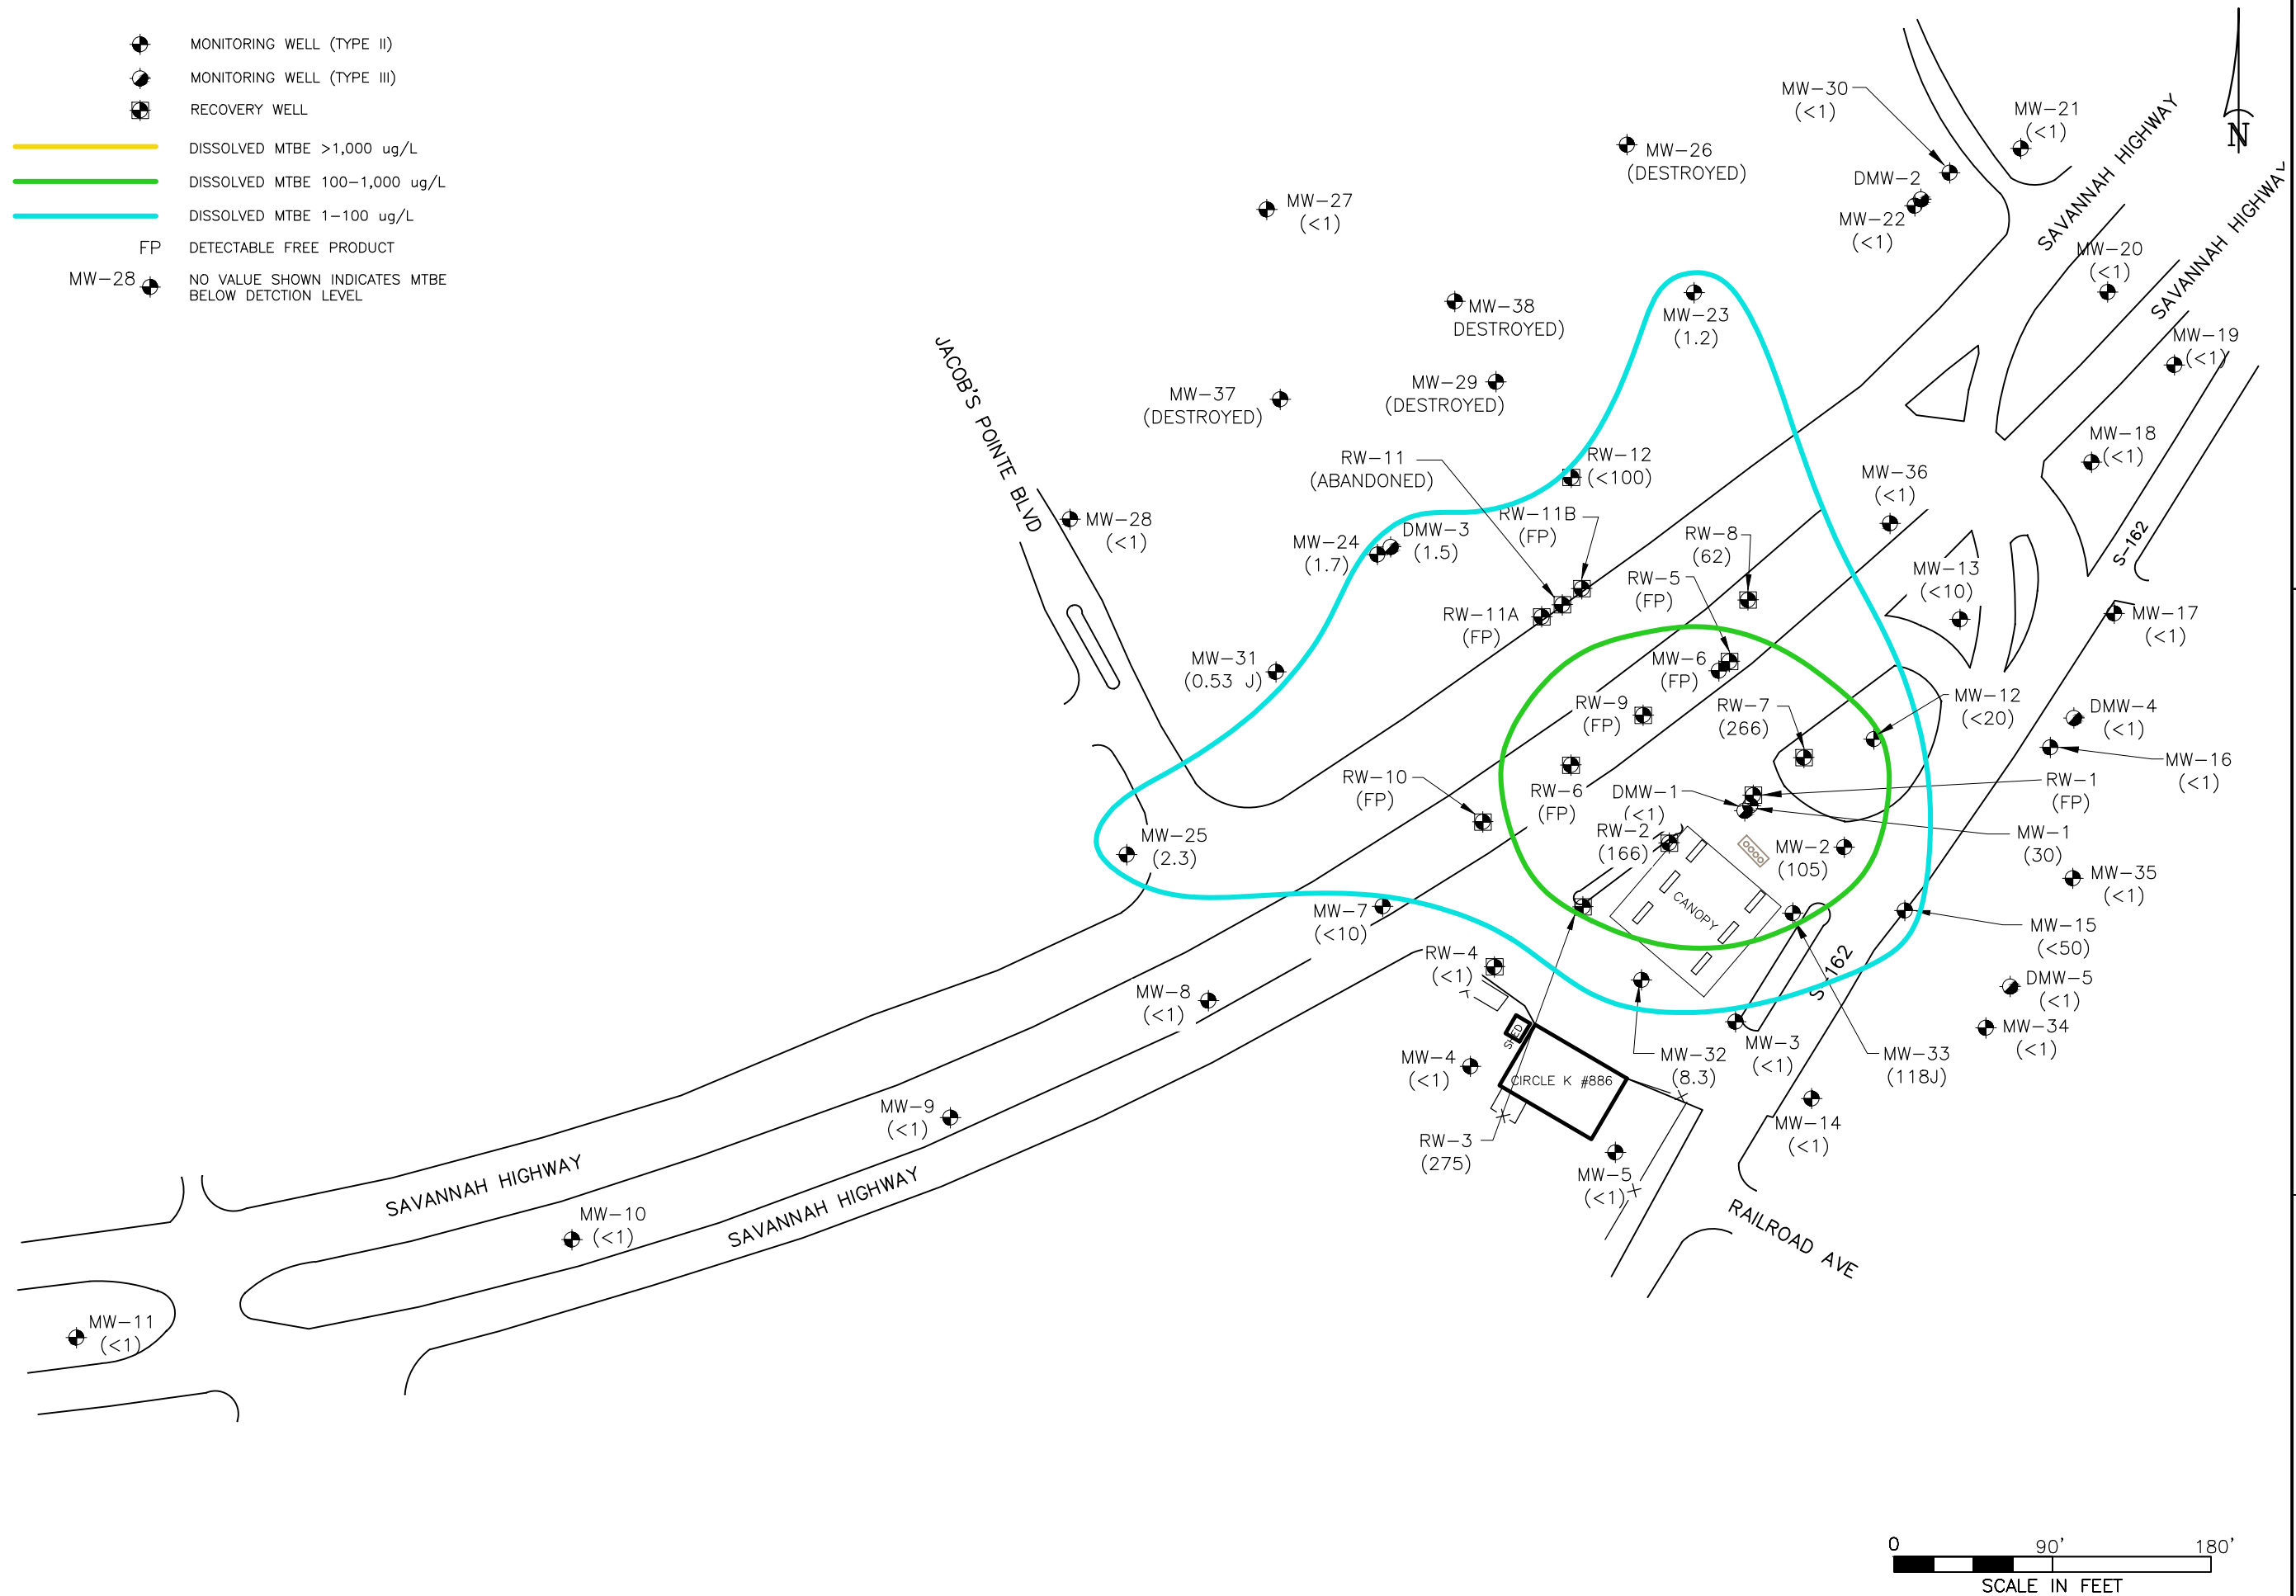 MONITORING WELL (TYPE II)
MONITORING WELL (TYPE III)
RECOVERY WELL
DISSOLVED MTBE >1,000 ug/L
DISSOLVED MTBE 100-1,000 ug/L
DISSOLVED MTBE 1-100 ug/L
FP DETECTABLE FREE PRODUCT
MW-28 NO VALUE SHOWN INDICATES MTBE
BELOW DETCTION LEVEL
MW-30
(<1)
MW-21
(<1)
N
SAVANNAH HIGHWAY
SAVANNAH HIGHWAY
MW-26
(DESTROYED)
DMW-2
MW-22
(<1)
MW-27
(<1)
MW-20
(<1)
MW-38
DESTROYED)
MW-23
(1.2)
MW-19
(<1)
JACOB'S POINTE BLVD
MW-37
(DESTROYED)
MW-29
(DESTROYED)
MW-18
(<1)
RW-11
(ABANDONED)
RW-12
(<100)
MW-36
(<1)
MW-28
(<1)
MW-24
(1.7)
DMW-3
(1.5)
RW-11B
(FP)
RW-8
(62)
S-162
RW-5
(FP)
MW-13
(<10)
RW-11A
(FP)
MW-17
(<1)
MW-31
(0.53 J)
MW-6
(FP)
RW-9
(FP)
RW-7
(266)
MW-12
(<20)
DMW-4
(<1)
MW-16
(<1)
RW-10
(FP)
RW-6
(FP)
DMW-1
(<1)
RW-1
(FP)
MW-25
(2.3)
RW-2
(166)
MW-2
(105)
MW-1
(30)
MW-35
(<1)
CANOPY
MW-7
(<10)
MW-15
(<50)
RW-4
(<1)
S-162
DMW-5
(<1)
MW-8
(<1)
MW-34
(<1)
SHED
MW-3
(<1)
MW-32
(8.3)
MW-33
(118J)
MW-4
(<1)
CIRCLE K #886
MW-9
(<1)
MW-14
(<1)
RW-3
(275)
MW-5
(<1)
SAVANNAH HIGHWAY
SAVANNAH HIGHWAY
RAILROAD AVE
MW-10
(<1)
MW-11
(<1)
0 90' 180'
SCALE IN FEET